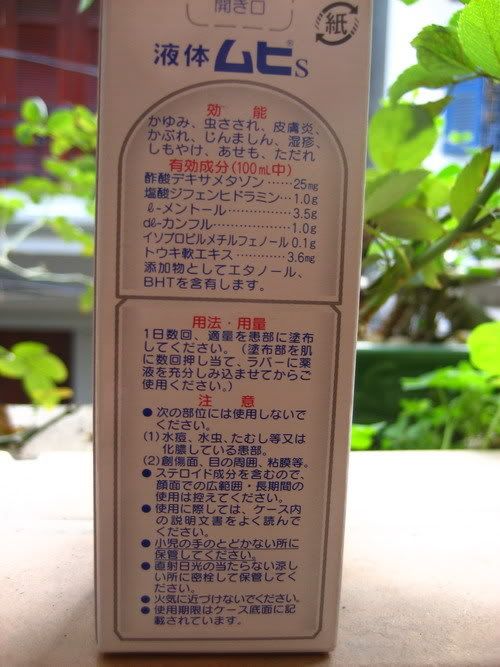 開き口
紙
液体ムヒS
効能
かゆみ、虫さされ、皮膚炎、
かぶれ、じんましん、湿疹、
しもやけ、あせも、ただれ
有効成分(100mL中)
酢酸デキサメタゾン……25mg
塩酸ジフェンヒドラミン…1.0g
l-メントール……………3.5g
dl-カンフル……………1.0g
イソプロピルメチルフェノール0.1g
トウキ軟エキス…………3.6mg
添加物としてエタノール、
BHTを含有します。
用法・用量
1日数回、適量を患部に塗布
してください。(塗布部を肌
に数回押し当て、ラバーに薬
液を充分しみ込ませてからご
使用ください。)
注意
●次の部位には使用しないで
ください。
(1)水痘、水虫、たむし等又は
化膿している患部。
(2)創傷面、目の周囲、粘膜等。
●ステロイド成分を含むので、
顔面での広範囲・長期間の
使用は控えてください。
●使用に際しては、ケース内
の説明文書をよく読んで
ください。
●小児の手のとどかない所に
保管してください。
●直射日光の当たらない涼し
い所に密栓して保管してく
ださい。
●火気に近づけないでください。
●使用期限はケース底面に記
載されています。